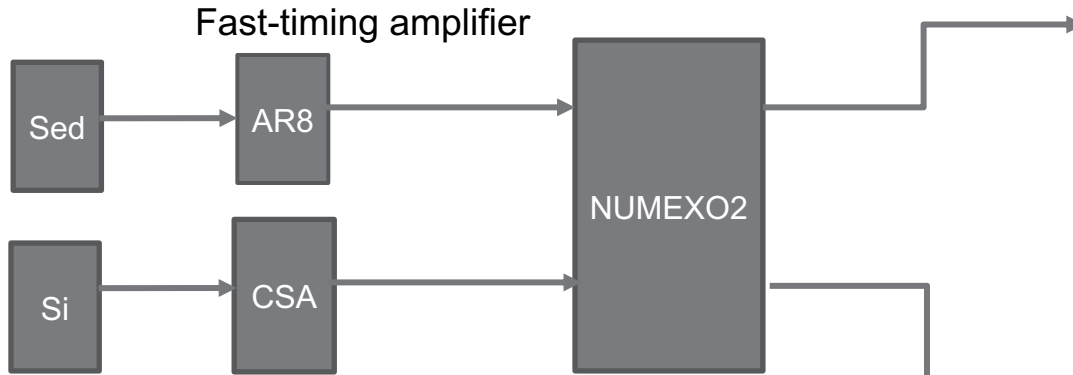 Fast-timing amplifier
Sed
AR8
NUMEXO2
Si
CSA